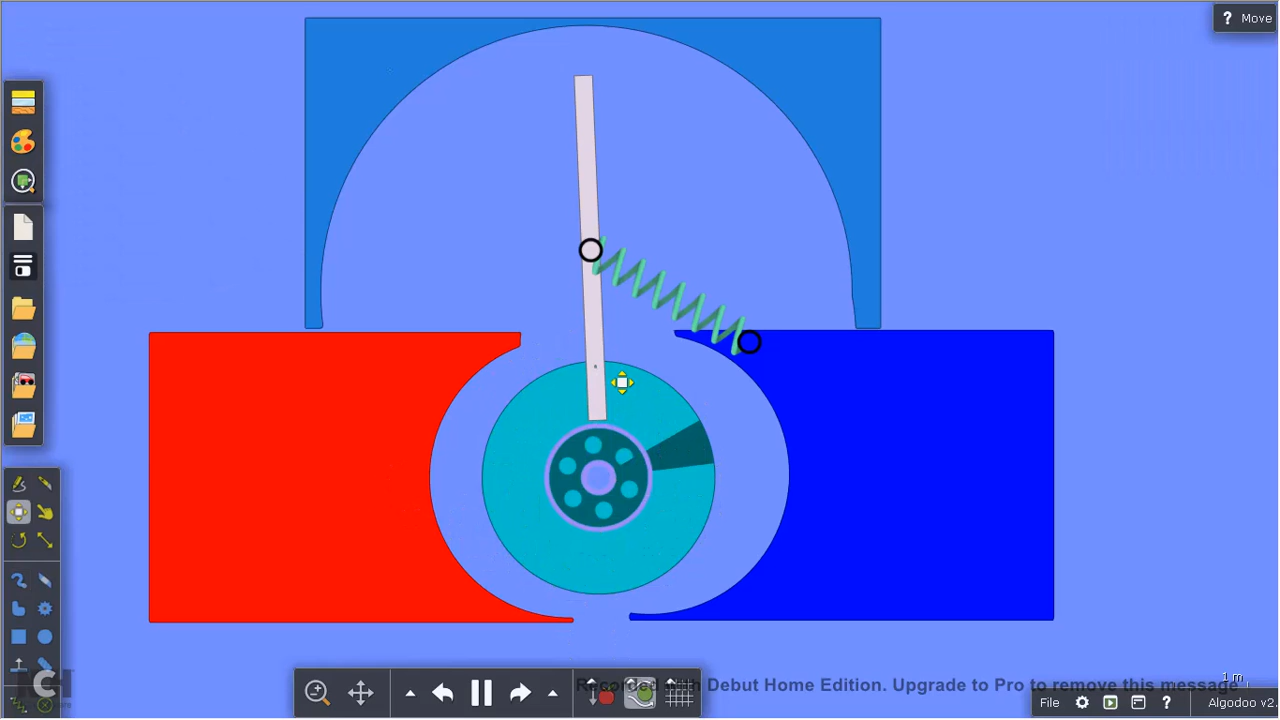 ? Move
1 m
Recorded with Debut Home Edition. Upgrade to Pro to remove this message
File ? Algodoo v2.